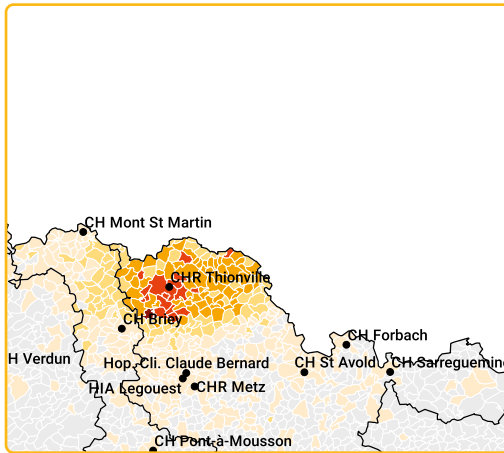 CH Mont St Martin
CHR Thionville
CH Briey
CH Forbach
H Verdun
Hop. Cli. Claude Bernard
CH St Avold
CH Sarreguemine
HIA Legouest
CHR Metz
CH Pont-à-Mousson